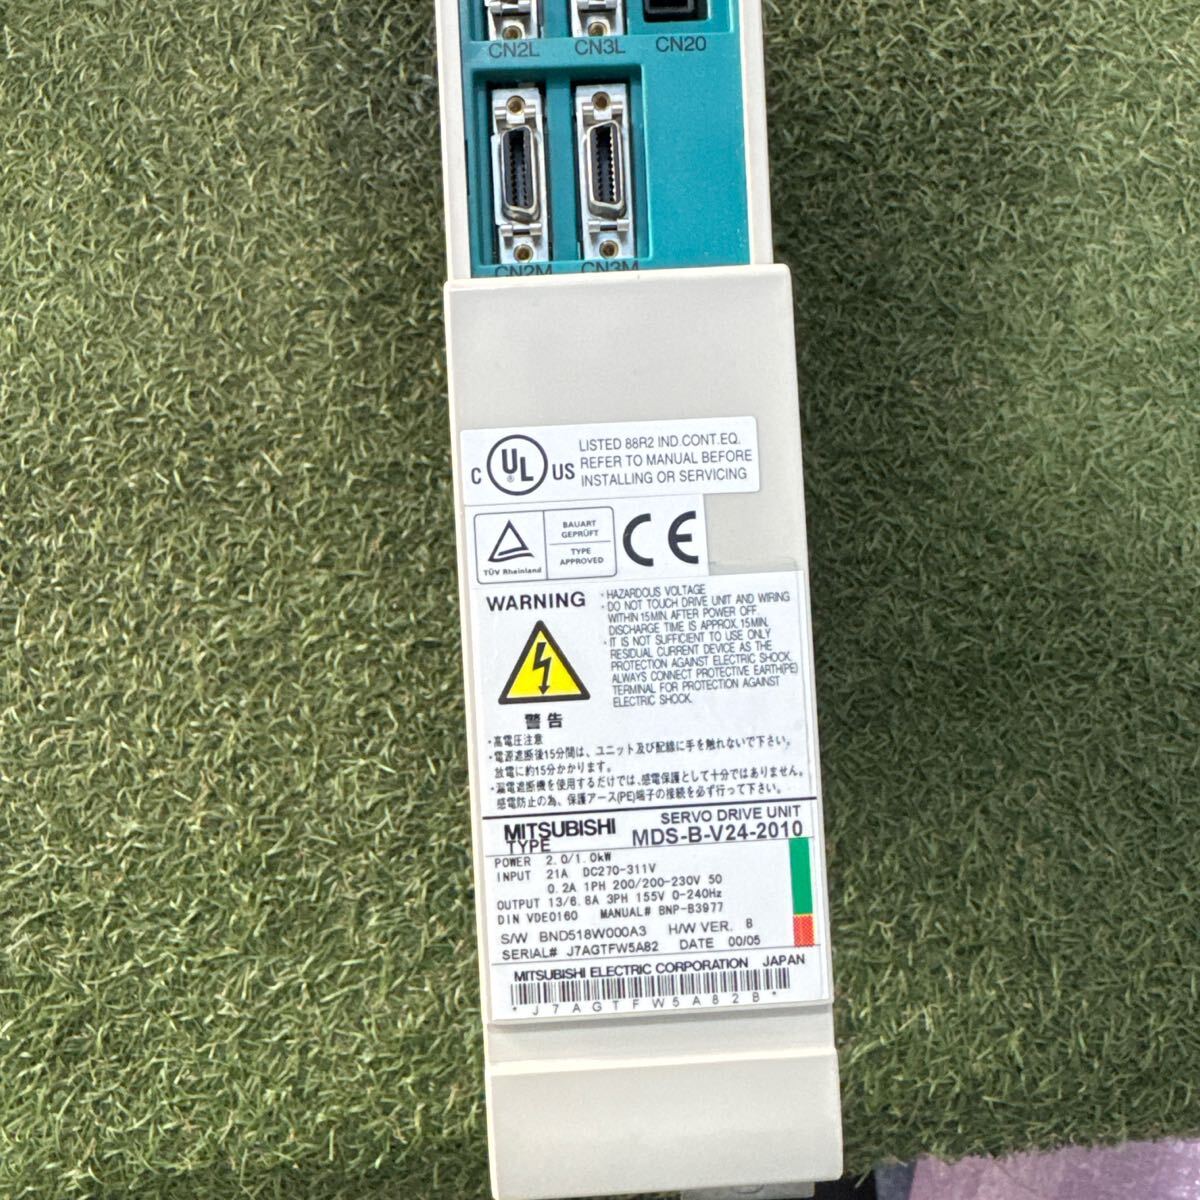 CN2L CN3L CN20
CN2M CN3M
C UL ® US
LISTED 88R2 IND.CONT.EQ.
REFER TO MANUAL BEFORE
INSTALLING OR SERVICING
TÜV Rheinland
BAUART
GEPRÜFT
TYPE
APPROVED
CE
WARNING
・HAZARDOUS VOLTAGE
・DO NOT TOUCH DRIVE UNIT AND WIRING
WITHIN 15MIN. AFTER POWER OFF.
DISCHARGE TIME IS APPROX. 15MIN.
・IT IS NOT SUFFICIENT TO USE ONLY
RESIDUAL CURRENT DEVICE AS THE
PROTECTION AGAINST ELECTRIC SHOCK.
ALWAYS CONNECT PROTECTIVE EARTH(PE)
TERMINAL FOR PROTECTION AGAINST
ELECTRIC SHOCK.
警告
・高電圧注意
・電源遮断後15分間は、ユニット及び配線に手を触れないで下さい。
放電に約15分かかります。
・漏電遮断機を使用するだけでは、感電保護として十分ではありません。
感電防止の為、保護アース(PE)端子の接続を必ず行って下さい。
MITSUBISHI SERVO DRIVE UNIT
TYPE MDS-B-V24-2010
POWER 2.0/1.0kW
INPUT 21A DC270-311V
0.2A 1PH 200/200-230V 50
OUTPUT 13/6.8A 3PH 155V 0-240Hz
DIN VDE0160 MANUAL# BNP-B3977
S/W BND518W000A3 H/W VER. B
SERIAL# J7AGTFW5A82 DATE 00/05
MITSUBISHI ELECTRIC CORPORATION JAPAN
*J7AGTFW5A82B*